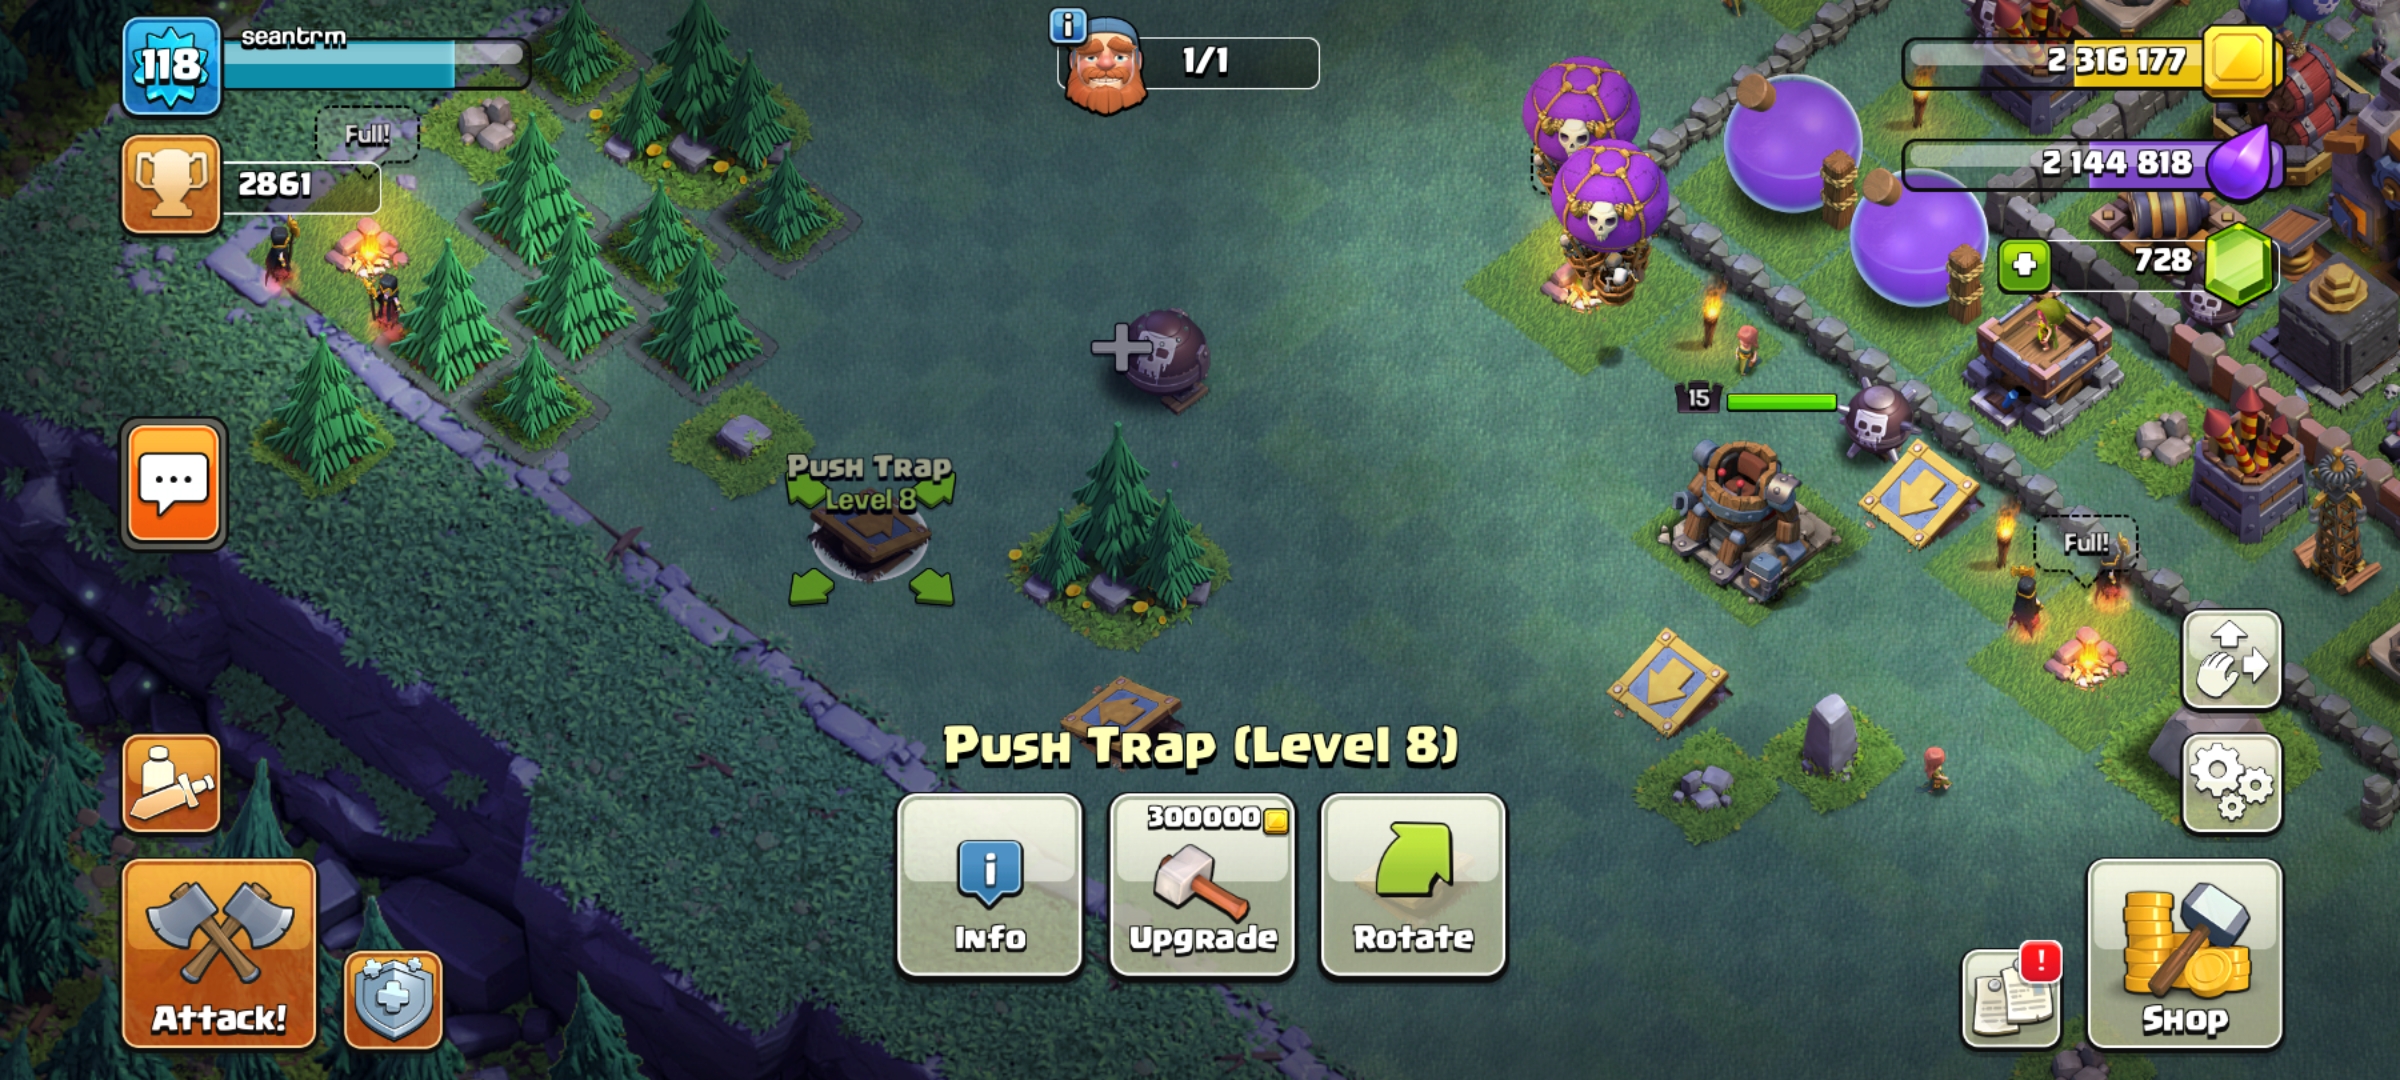 118
seantrm
1/1
2 316 177
Full!
2861
2 144 818
728
15
Push Trap
Level 8
Full!
Push Trap (Level 8)
Info
300000
Upgrade
Rotate
Attack!
!
Shop